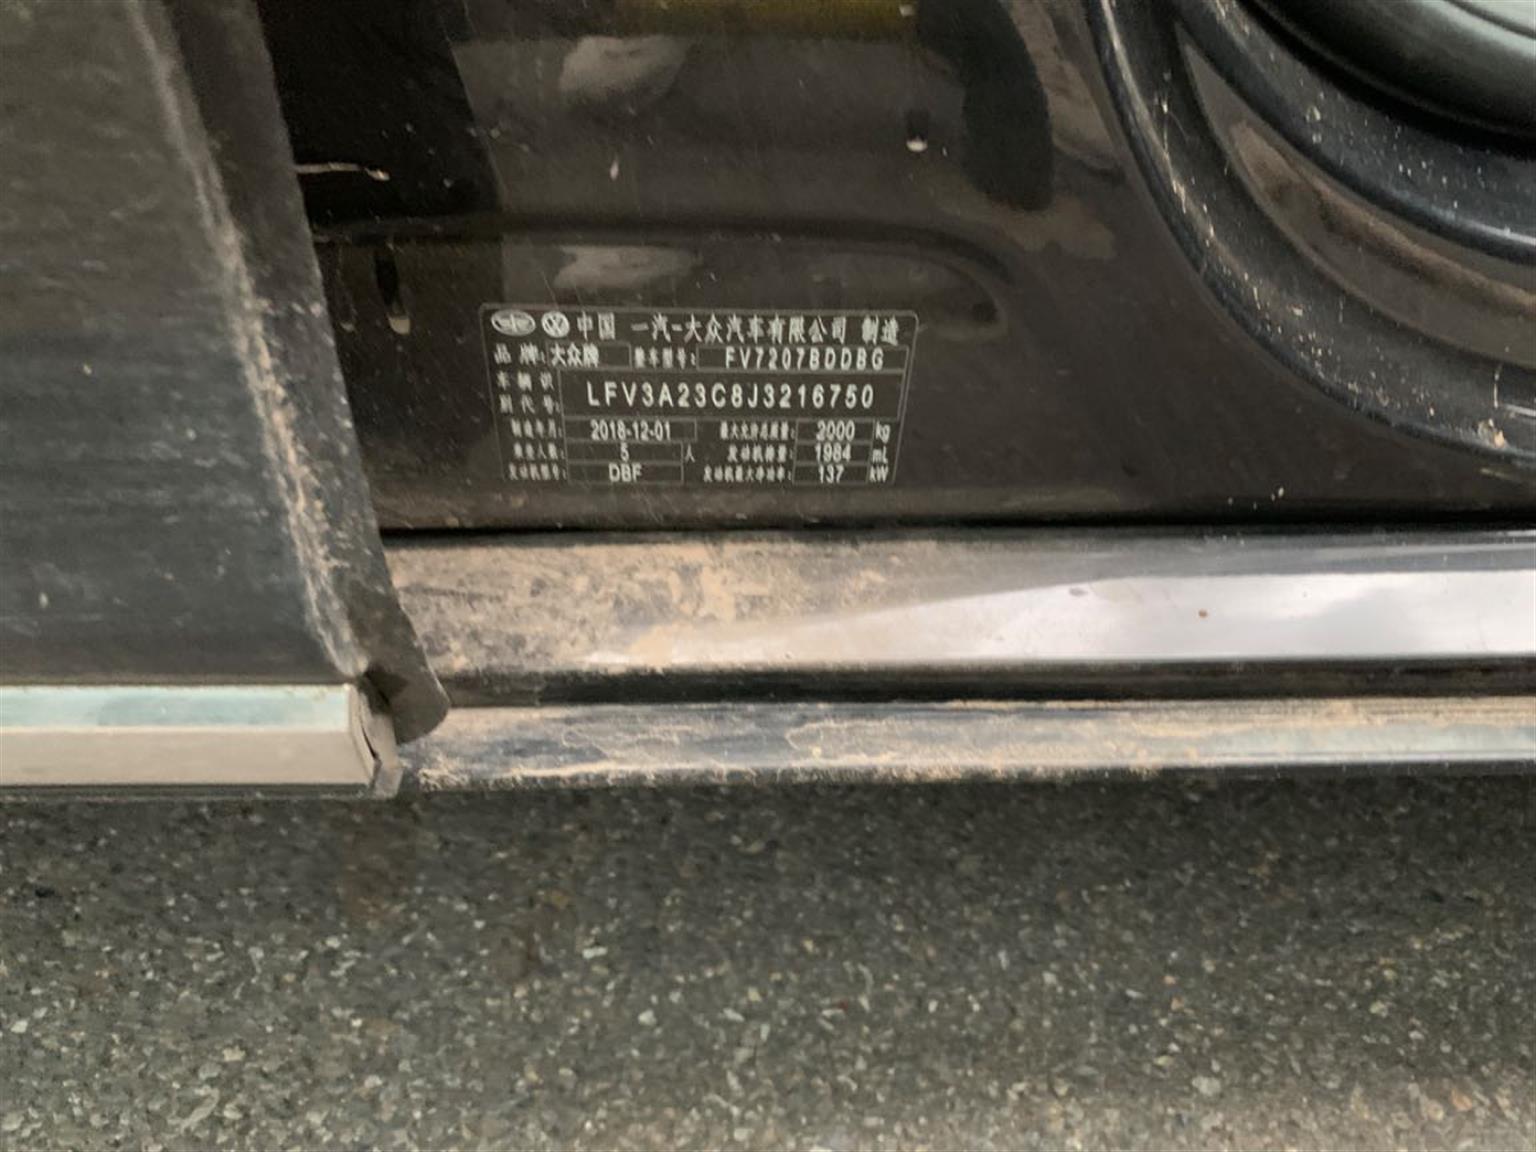 中国 一汽-大众汽车有限公司 制造
品 牌: 大众牌 整车型号: FV7207BDDBG
车辆识别代号: LFV3A23C8J3216750
制造年月: 2018-12-01 最大允许总质量: 2000 kg
乘坐人数: 5 人 发动机排量: 1984 mL
发动机型号: DBF 发动机最大净功率: 137 kW